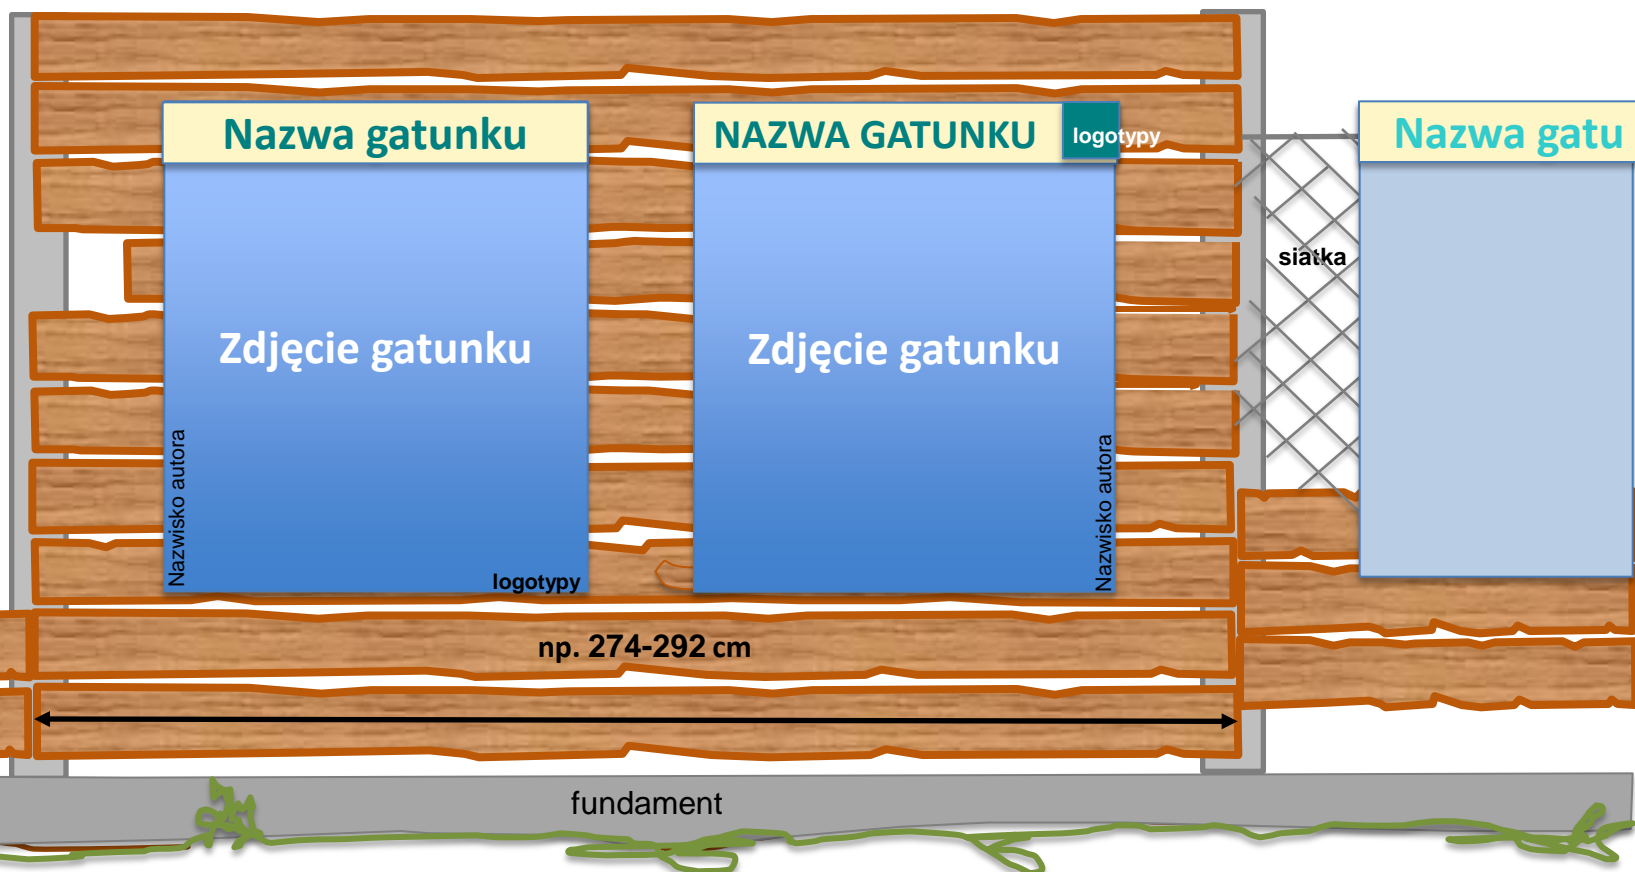 Nazwa gatunku
NAZWA GATUNKU
logotypy
Nazwa gatu
siatka
Zdjęcie gatunku
Zdjęcie gatunku
Nazwisko autora
Nazwisko autora
logotypy
np. 274-292 cm
fundament